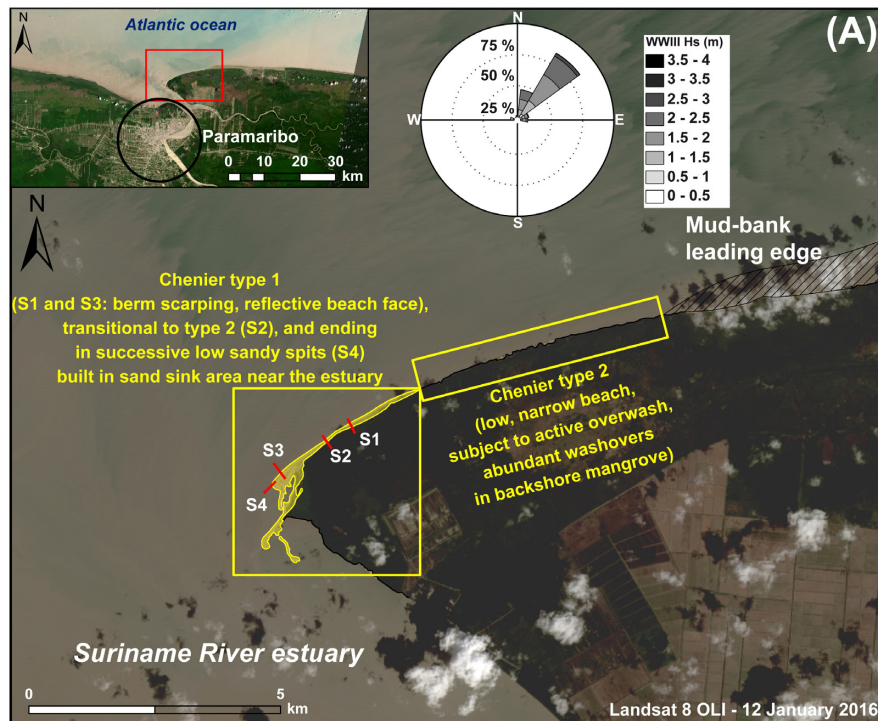 (A)
N
Atlantic ocean
Paramaribo
0 10 20 30
km
N
75 %
50 %
25 %
W
E
S
WWIII Hs (m)
3.5 - 4
3 - 3.5
2.5 - 3
2 - 2.5
1.5 - 2
1 - 1.5
0.5 - 1
0 - 0.5
N
Mud-bank
leading edge
Chenier type 1
(S1 and S3: berm scarping, reflective beach face),
transitional to type 2 (S2), and ending
in successive low sandy spits (S4)
built in sand sink area near the estuary
Chenier type 2
(low, narrow beach,
subject to active overwash,
abundant washovers
in backshore mangrove)
S1
S2
S3
S4
Suriname River estuary
0 5
km
Landsat 8 OLI - 12 January 2016